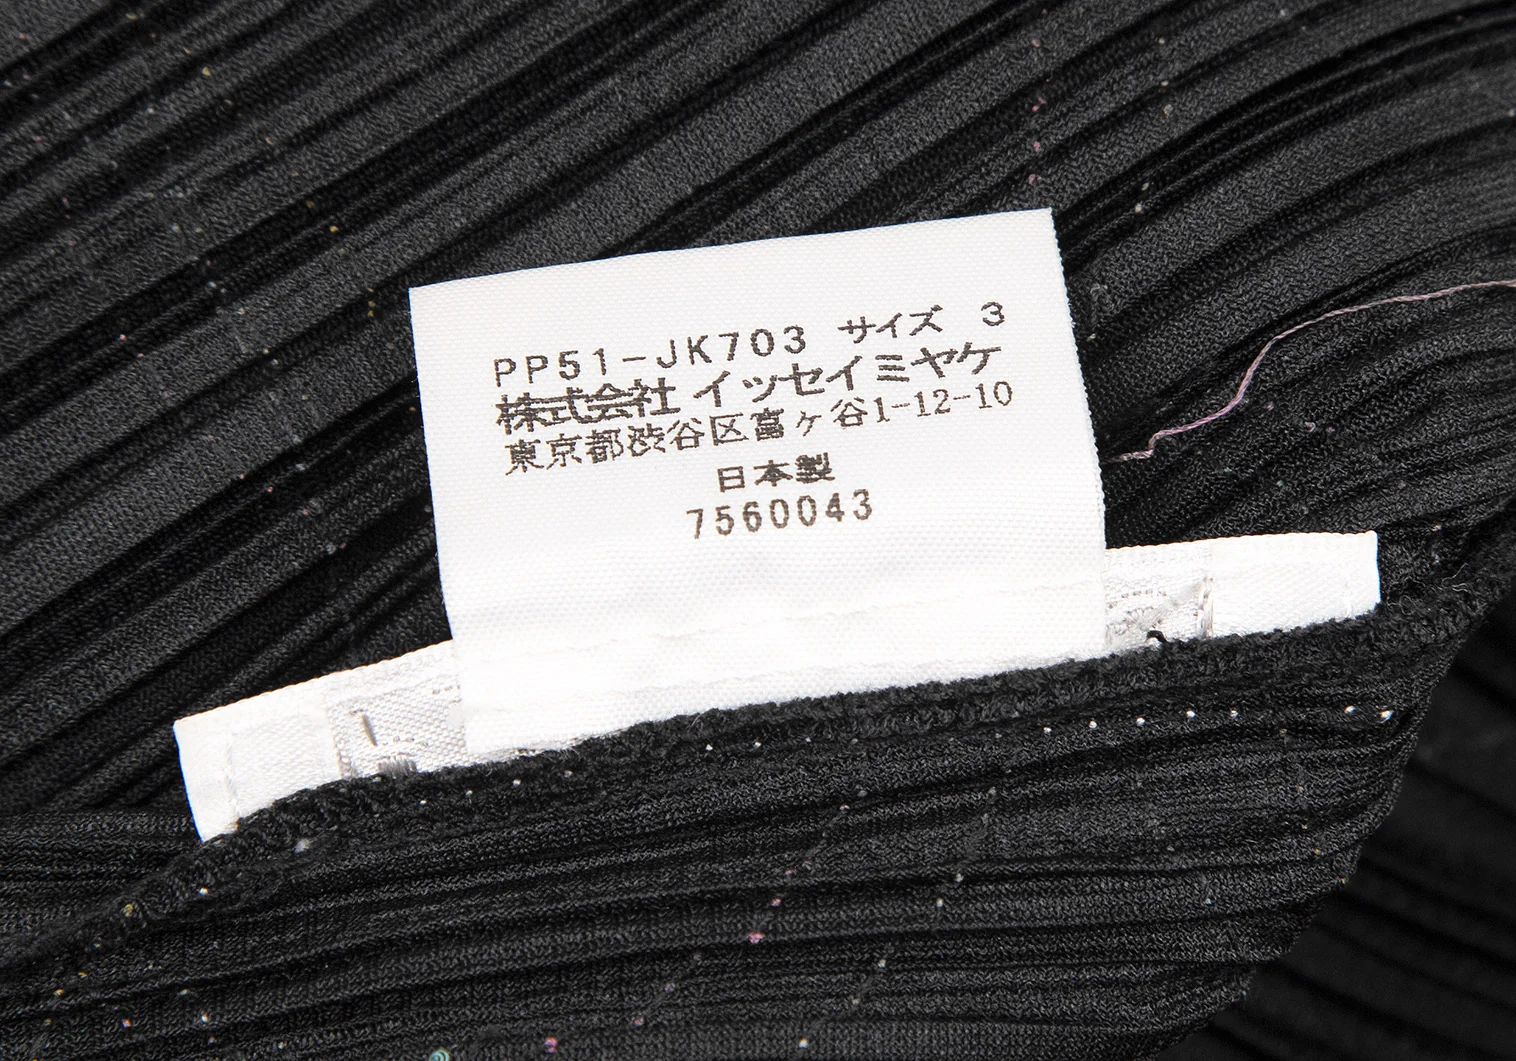 PP51-JK703 サイズ 3
株式会社 イッセイミヤケ
東京都渋谷区富ヶ谷1-12-10
日本製
7560043